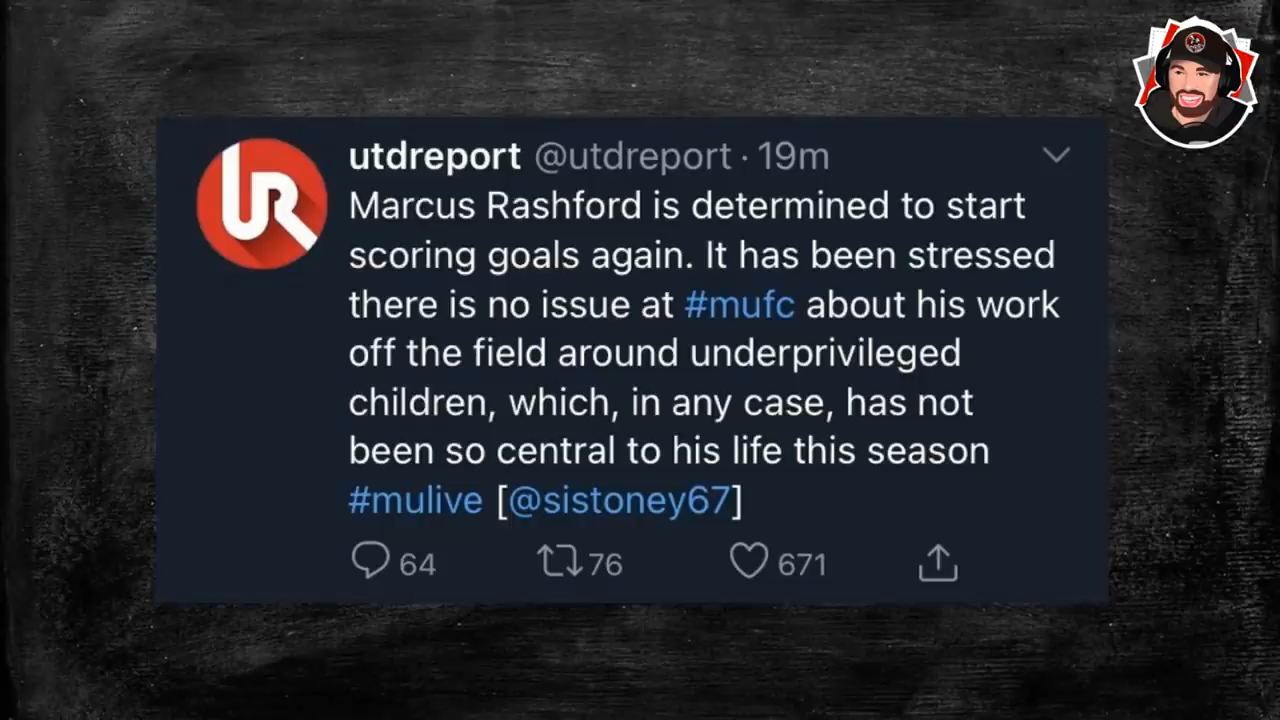 utdreport @utdreport · 19m
Marcus Rashford is determined to start
scoring goals again. It has been stressed
there is no issue at #mufc about his work
off the field around underprivileged
children, which, in any case, has not
been so central to his life this season
#mulive [@sistoney67]
64 76 671
UR